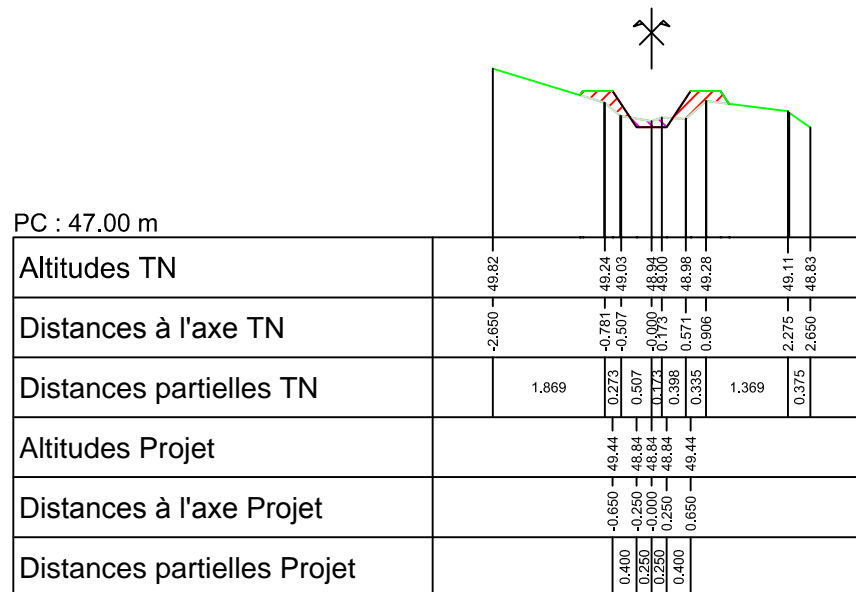 PC : 47.00 m
Altitudes TN
49.82 49.24 49.03 48.94 49.00 48.98 49.28 49.11 48.83
Distances à l'axe TN
-2.650 -0.781 -0.507 -0.000 0.173 0.571 0.906 2.275 2.650
Distances partielles TN
1.869 0.273 0.507 0.173 0.398 0.335 1.369 0.375
Altitudes Projet
49.44 48.84 48.84 48.84 49.44
Distances à l'axe Projet
-0.650 -0.250 -0.000 0.250 0.650
Distances partielles Projet
0.400 0.250 0.250 0.400